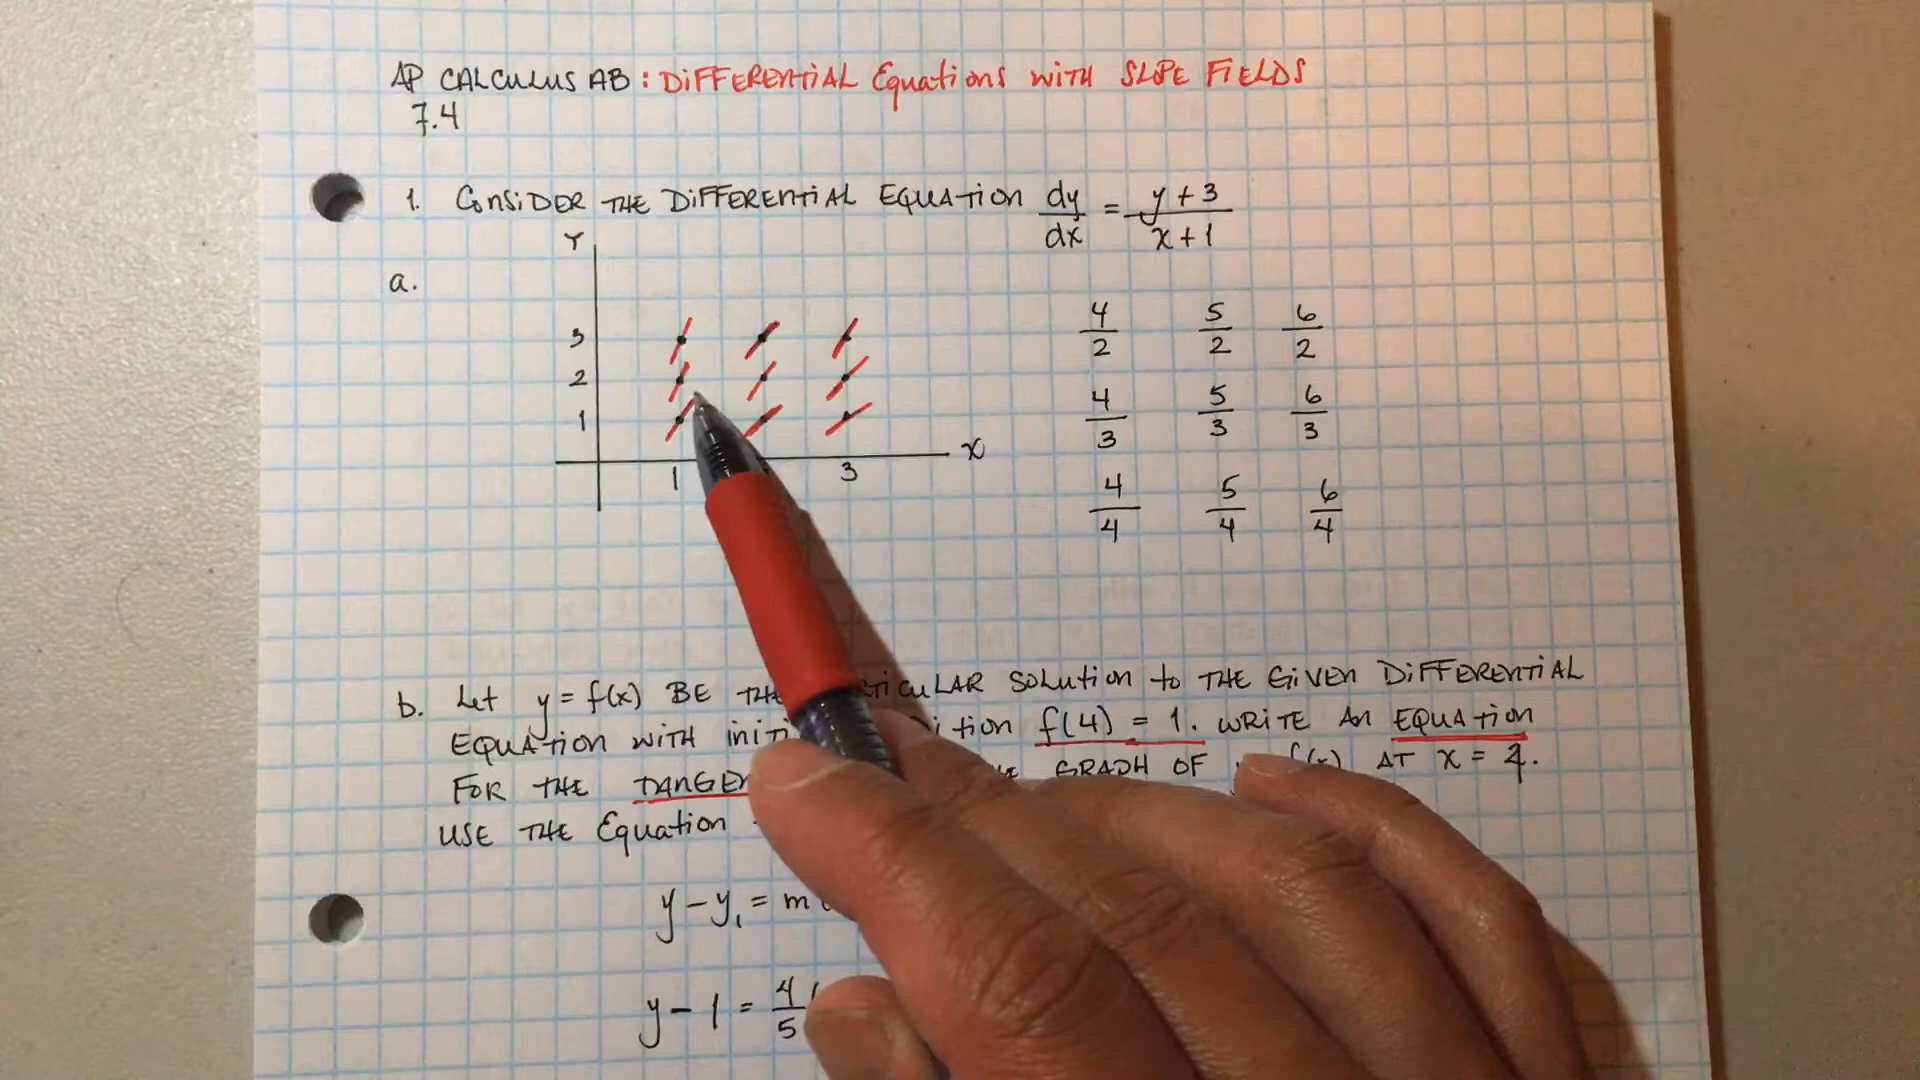 AP CALCULUS AB: DIFFERENTIAL EQUATIONS WITH SLOPE FIELDS
7.4
1. CONSIDER THE DIFFERENTIAL EQUATION dy/dx = y+3/x+1
Y
a.
3
2
1
x
1 3
4/2 5/2 6/2
4/3 5/3 6/3
4/4 5/4 6/4
b. Let y = f(x) BE THE SOLUTION TO THE GIVEN DIFFERENTIAL
EQUATION WITH f(4) = 1. WRITE AN EQUATION
FOR THE GRAPH OF AT x =
USE THE EQUATION
y - y₁ = m
y - 1 = 4/5